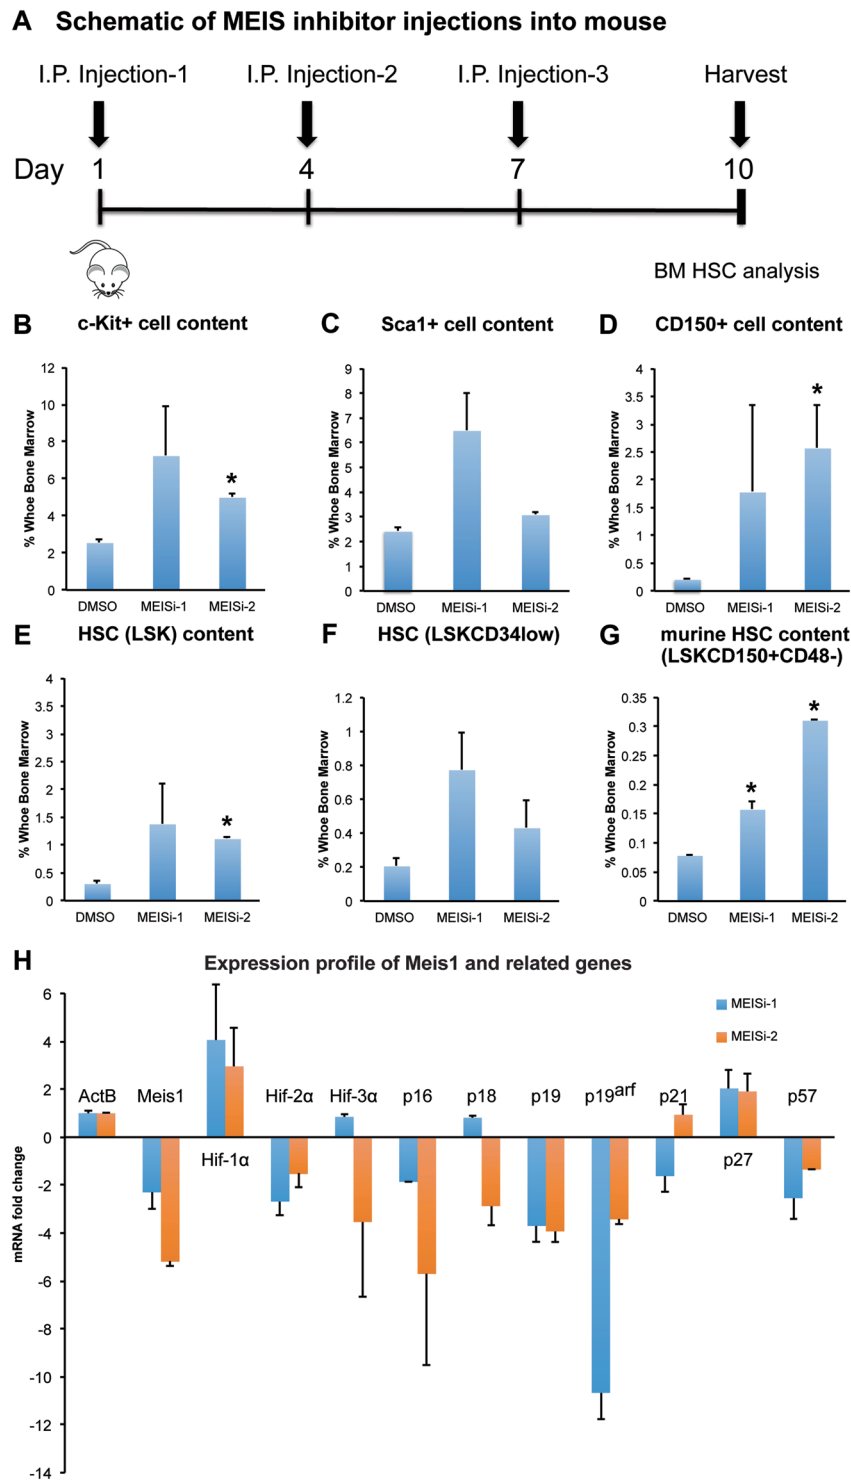 A Schematic of MEIS inhibitor injections into mouse
I.P. Injection-1 I.P. Injection-2 I.P. Injection-3 Harvest
Day 1 4 7 10
BM HSC analysis
B c-Kit+ cell content
% Whoe Bone Marrow
12
10
8
6
4
2
0
*
DMSO MEISi-1 MEISi-2
C Sca1+ cell content
% Whoe Bone Marrow
9
8
7
6
5
4
3
2
1
0
DMSO MEISi-1 MEISi-2
D CD150+ cell content
% Whoe Bone Marrow
4
3.5
3
2.5
2
1.5
1
0.5
0
*
DMSO MEISi-1 MEISi-2
E HSC (LSK) content
% Whoe Bone Marrow
4
3.5
3
2.5
2
1.5
1
0.5
0
*
DMSO MEISi-1 MEISi-2
F HSC (LSKCD34low)
% Whoe Bone Marrow
1.2
1
0.8
0.6
0.4
0.2
0
DMSO MEISi-1 MEISi-2
G murine HSC content
(LSKCD150+CD48-)
% Whoe Bone Marrow
0.35
0.3
0.25
0.2
0.15
0.1
0.05
0
* *
DMSO MEISi-1 MEISi-2
H Expression profile of Meis1 and related genes
mRNA fold change
6
4
2
0
-2
-4
-6
-8
-10
-12
-14
MEISi-1
MEISi-2
ActB Meis1 Hif-2α Hif-3α p16 p18 p19 p19arf p21 p57
Hif-1α p27